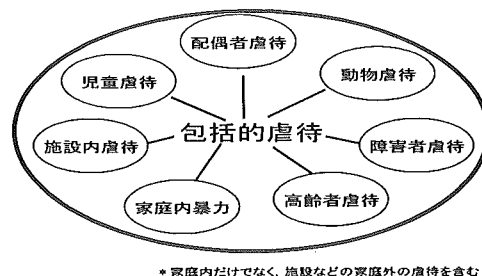 配偶者虐待
児童虐待
動物虐待
包括的虐待
施設内虐待
障害者虐待
家庭内暴力
高齢者虐待
* 家庭内だけでなく、施設などの家庭外の虐待を含む